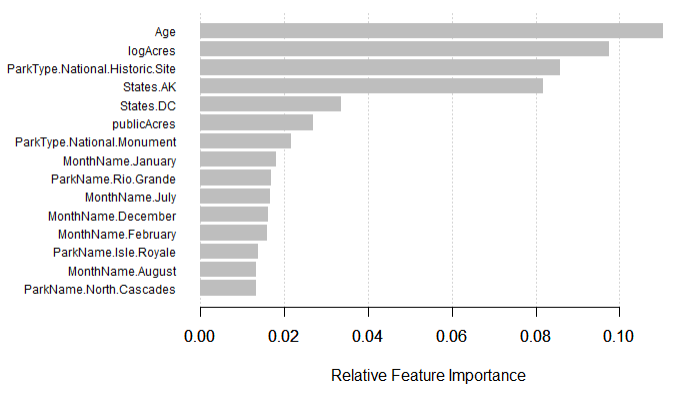 Age
logAcres
ParkType.National.Historic.Site
States.AK
States.DC
publicAcres
ParkType.National.Monument
MonthName.January
ParkName.Rio.Grande
MonthName.July
MonthName.December
MonthName.February
ParkName.Isle.Royale
MonthName.August
ParkName.North.Cascades
0.00 0.02 0.04 0.06 0.08 0.10
Relative Feature Importance